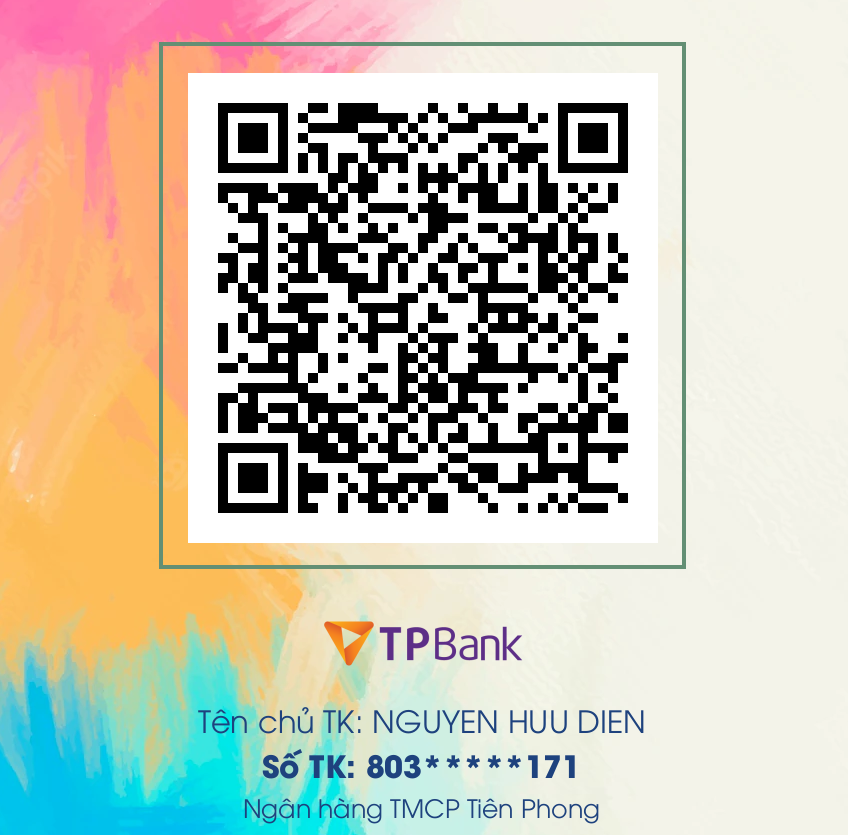 TPBank
Tên chủ TK: NGUYEN HUU DIEN
Số TK: 803*****171
Ngân hàng TMCP Tiên Phong